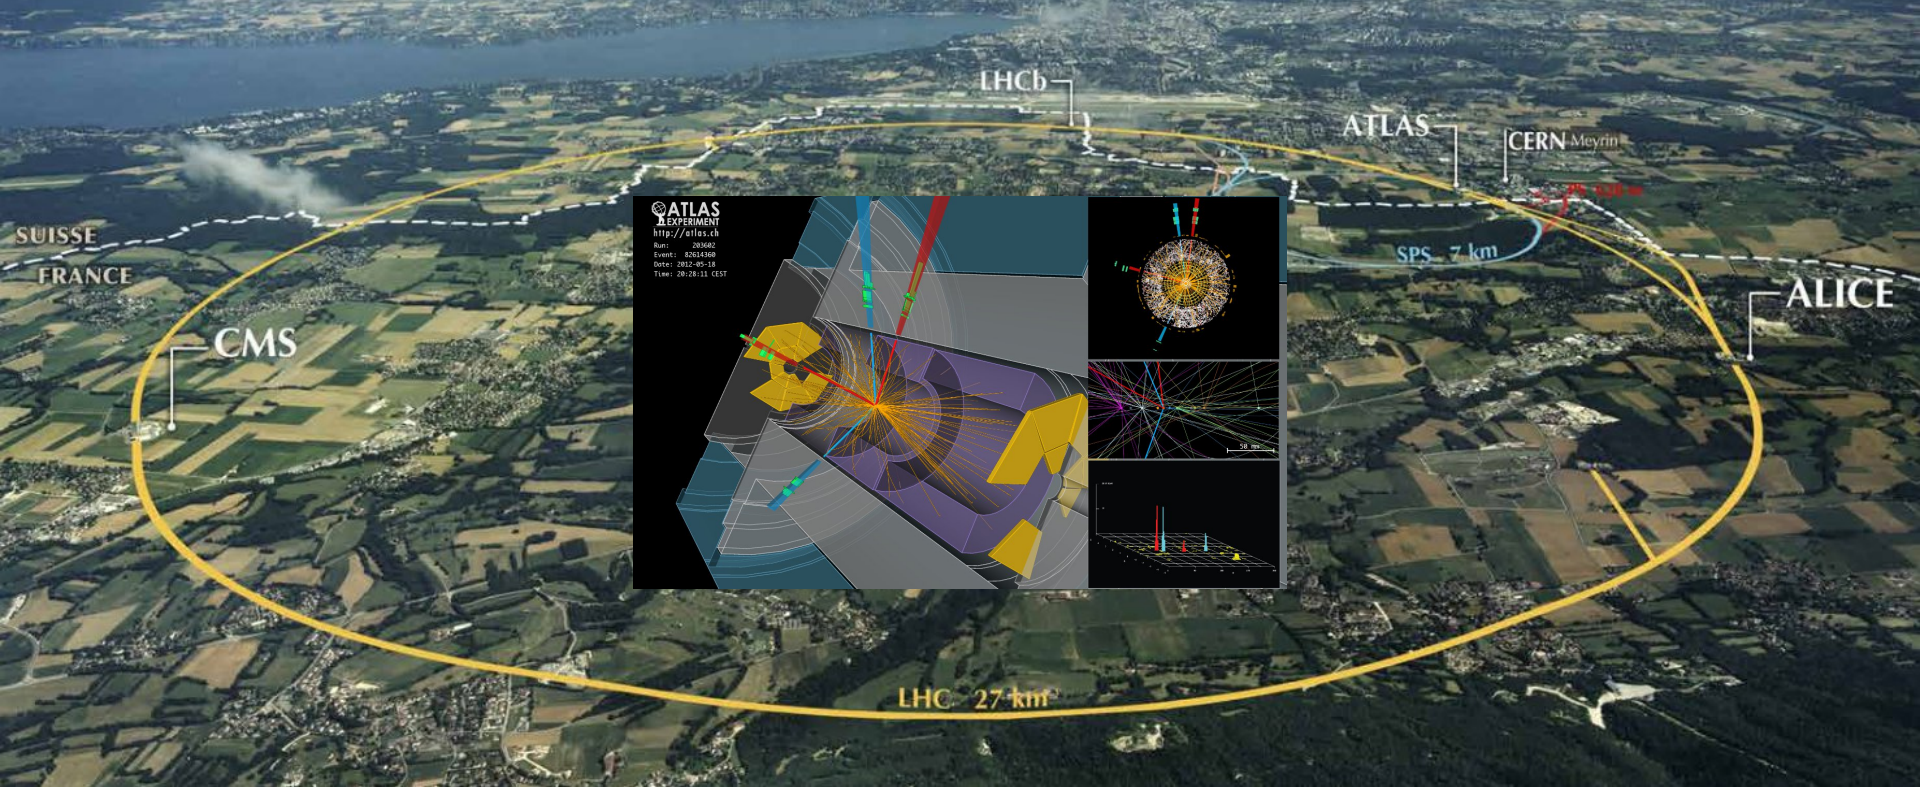 LHCb
ATLAS
CERN Meyrin
SUISSE
FRANCE
SPS 7 km
ALICE
CMS
ATLAS
EXPERIMENT
http://atlas.ch
Run: 203602
Event: 82614360
Date: 2012-05-18
Time: 20:28:11 CEST
50 mm
LHC 27 km